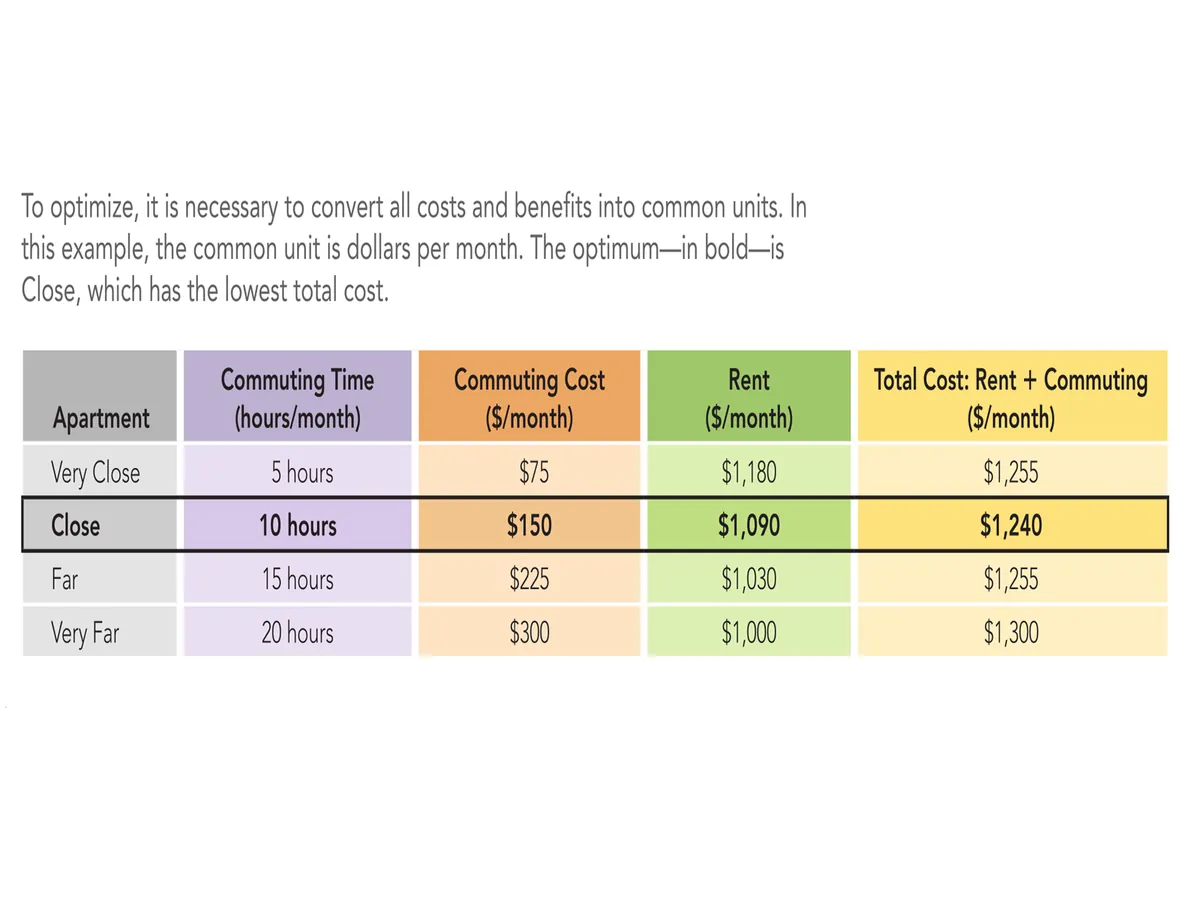 To optimize, it is necessary to convert all costs and benefits into common units. In
this example, the common unit is dollars per month. The optimum—in bold—is
Close, which has the lowest total cost.
Apartment Commuting Time (hours/month) Commuting Cost ($/month) Rent ($/month) Total Cost: Rent + Commuting ($/month)
Very Close 5 hours $75 $1,180 $1,255
Close 10 hours $150 $1,090 $1,240
Far 15 hours $225 $1,030 $1,255
Very Far 20 hours $300 $1,000 $1,300